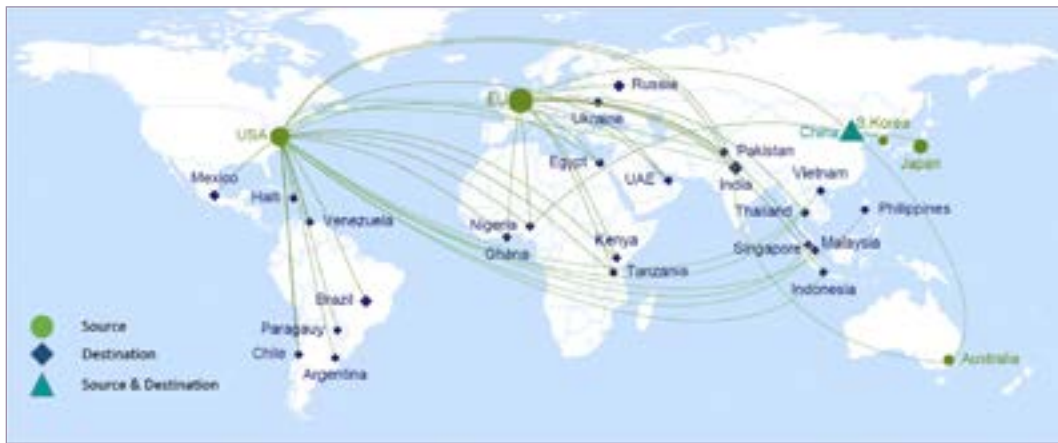 USA
EU
Russia
Ukraine
China
S.Korea
Japan
Mexico
Haiti
Venezuela
Egypt
UAE
Pakistan
India
Vietnam
Thailand
Philippines
Nigeria
Ghana
Kenya
Tanzania
Singapore
Malaysia
Indonesia
Brazil
Paragauy
Chile
Argentina
Australia
Source
Destination
Source & Destination